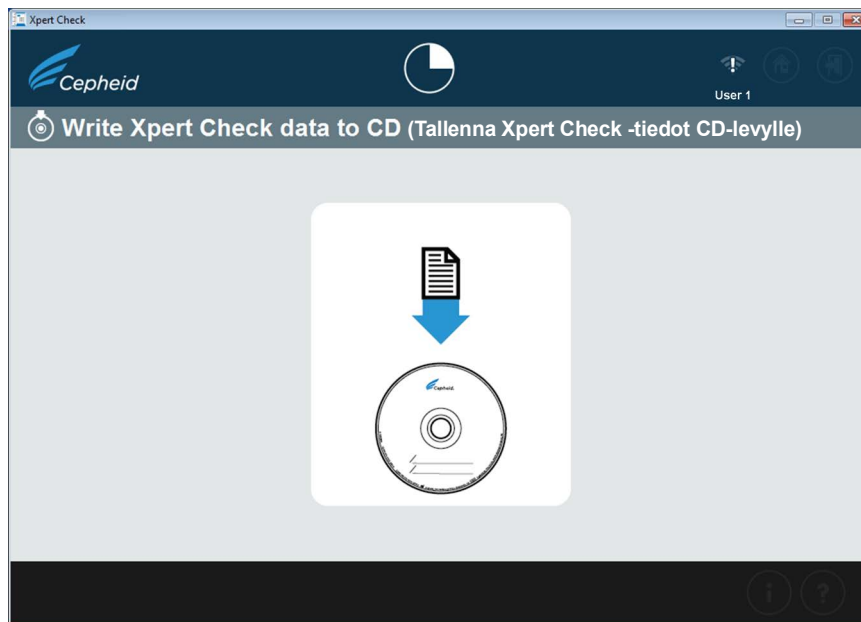 Xpert Check
Cepheid
User 1
Write Xpert Check data to CD (Tallenna Xpert Check -tiedot CD-levylle)
Cepheid.
i ?